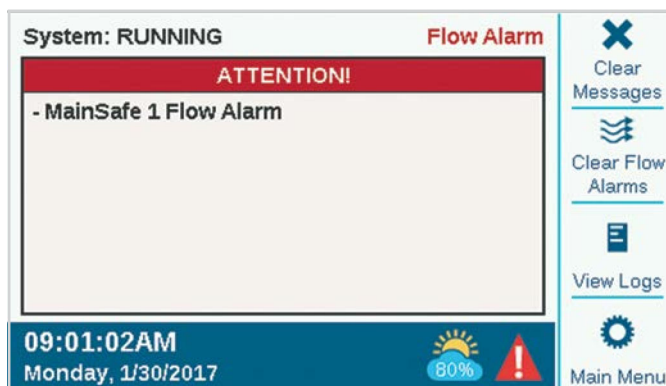 System: RUNNING
Flow Alarm
ATTENTION!
- MainSafe 1 Flow Alarm
Clear
Messages
Clear Flow
Alarms
View Logs
Main Menu
09:01:02AM
Monday, 1/30/2017
80%